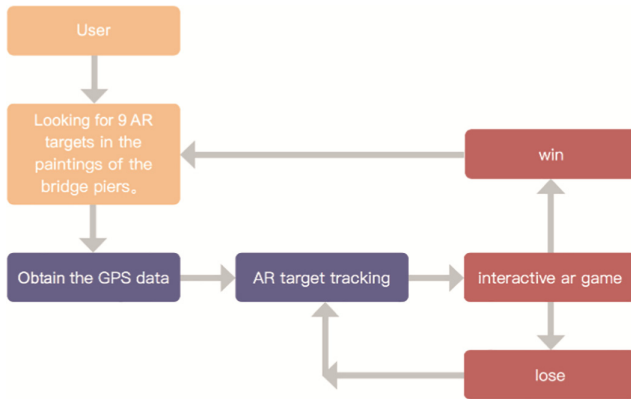 User
Looking for 9 AR
targets in the
paintings of the
bridge piers。
win
Obtain the GPS data
AR target tracking
interactive ar game
lose